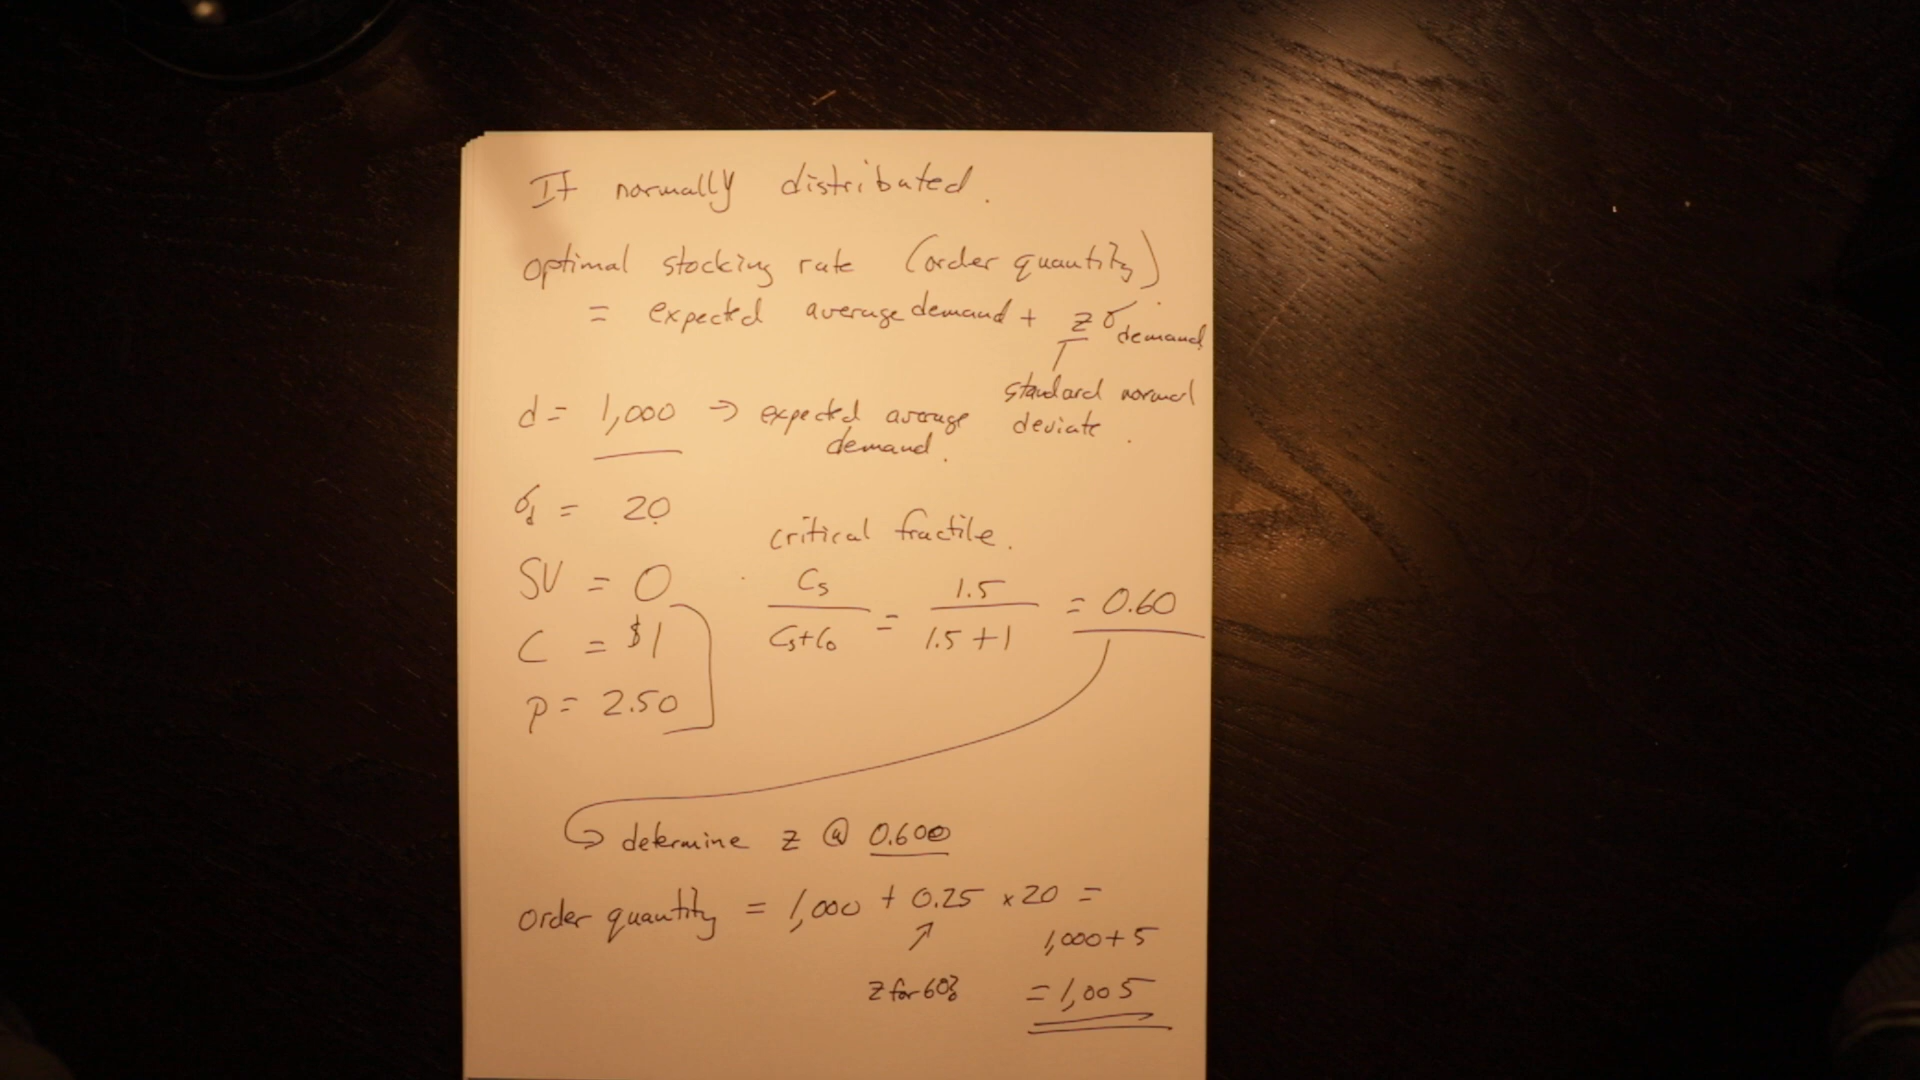 If normally distributed.
optimal stocking rate (order quantity)
= expected average demand + z σ demand
standard normal deviate.
d = 1,000 → expected average demand.
σd = 20
SV = 0
C = $1
p = 2.50
critical fractile.
Cs / Cs+Co = 1.5 / 1.5+1 = 0.60
determine z @ 0.600
order quantity = 1,000 + 0.25 x 20 =
1,000 + 5
z for 60%
= 1,005